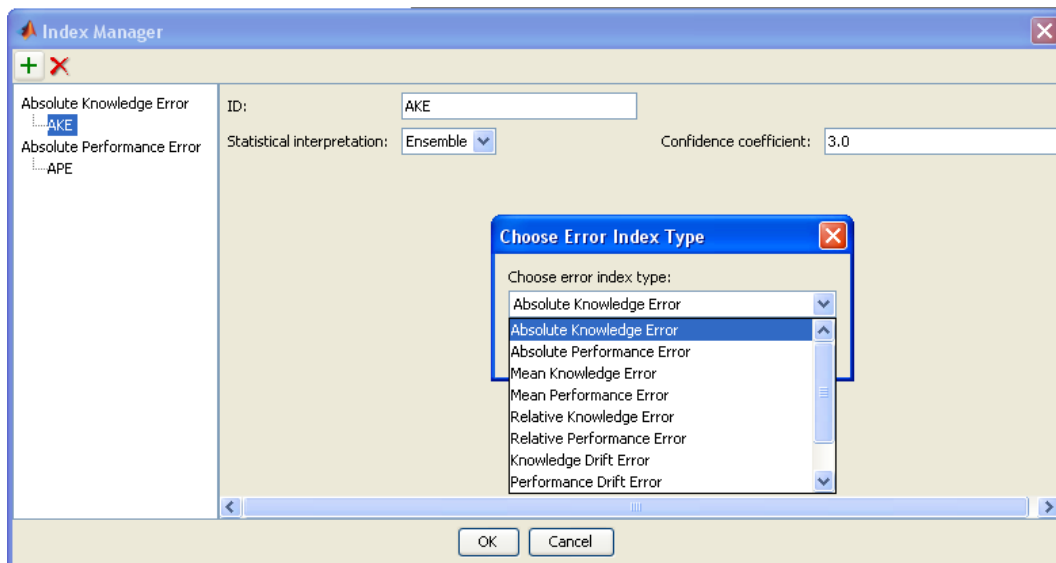 Index Manager
Absolute Knowledge Error
AKE
Absolute Performance Error
APE
ID: AKE
Statistical interpretation: Ensemble Confidence coefficient: 3.0
Choose Error Index Type
Choose error index type:
Absolute Knowledge Error
Absolute Knowledge Error
Absolute Performance Error
Mean Knowledge Error
Mean Performance Error
Relative Knowledge Error
Relative Performance Error
Knowledge Drift Error
Performance Drift Error
OK Cancel